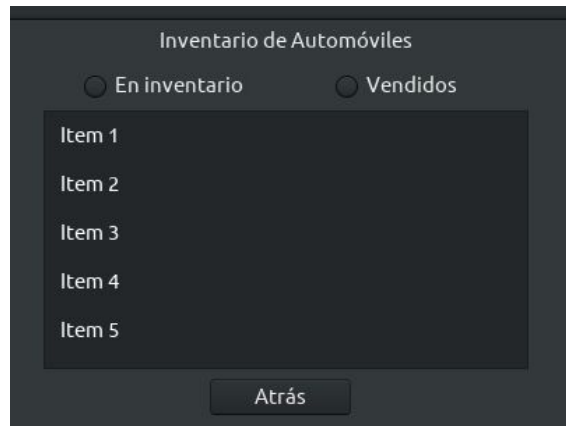 Inventario de Automóviles
En inventario Vendidos
Item 1
Item 2
Item 3
Item 4
Item 5
Atrás